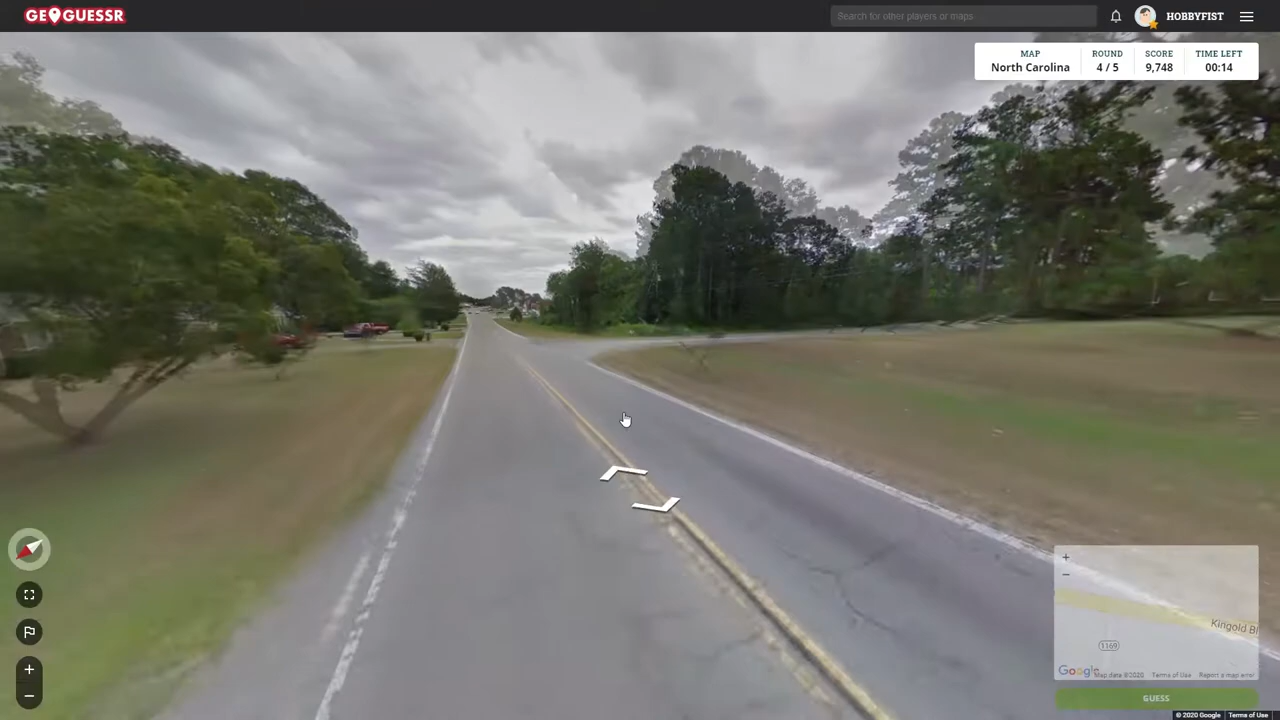 GEOGUESSR
Search for other players or maps
HOBBYFIST
MAP
North Carolina
ROUND
4 / 5
SCORE
9,748
TIME LEFT
00:14
+
−
Kingold Bl
1169
Google
Map data ©2020
Terms of Use
Report a map error
GUESS
+
−
© 2020 Google
Terms of Use